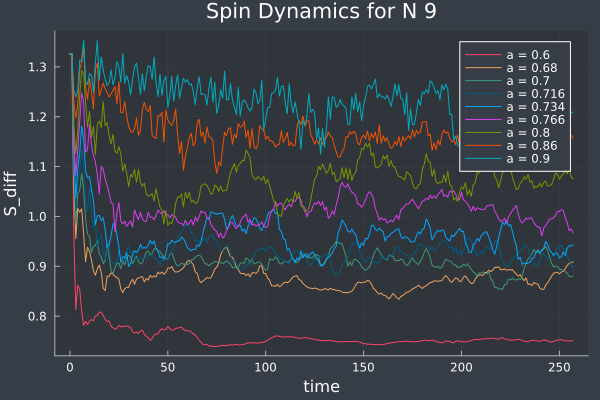 Spin Dynamics for N 9
S_diff
1.3
1.2
1.1
1.0
0.9
0.8
0
50
100
150
200
250
time
a = 0.6
a = 0.68
a = 0.7
a = 0.716
a = 0.734
a = 0.766
a = 0.8
a = 0.86
a = 0.9